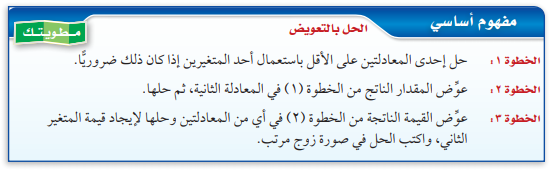 مفهوم أساسي
الحل بالتعويض
مـطويتـك
الخطوة ١: حل إحدى المعادلتين على الأقل باستعمال أحد المتغيرين إذا كان ذلك ضروريًّا.
الخطوة ٢: عوِّض المقدار الناتج من الخطوة (١) في المعادلة الثانية، ثم حلها.
الخطوة ٣: عوِّض القيمة الناتجة من الخطوة (٢) في أي من المعادلتين وحلها لإيجاد قيمة المتغير
الثاني، واكتب الحل في صورة زوج مرتب.